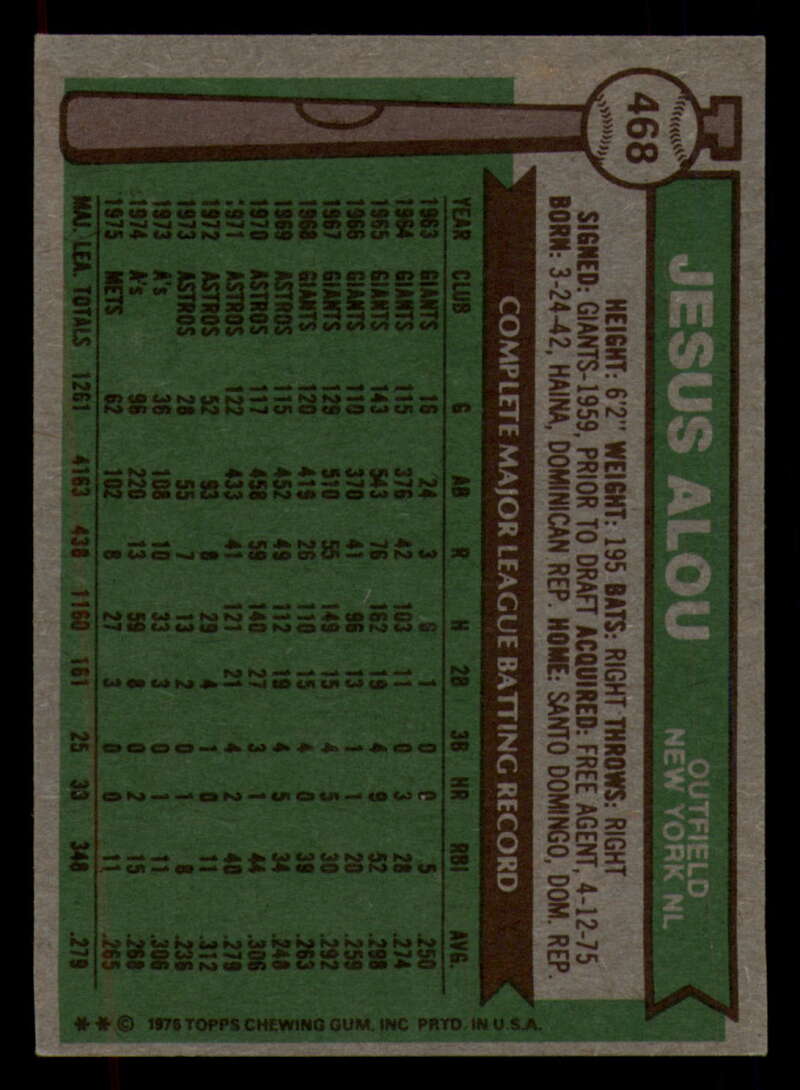 468
JESUS ALOU
OUTFIELD
NEW YORK NL
HEIGHT: 6'2" WEIGHT: 195 BATS: RIGHT THROWS: RIGHT
SIGNED: GIANTS-1959, PRIOR TO DRAFT ACQUIRED: FREE AGENT, 4-12-75
BORN: 3-24-42, HAINA, DOMINICAN REP. HOME: SANTO DOMINGO, DOM. REP.
COMPLETE MAJOR LEAGUE BATTING RECORD
YEAR CLUB G AB R H 2B 3B HR RBI AVG.
1963 GIANTS 16 24 3 6 1 0 0 5 .250
1964 GIANTS 115 376 42 103 11 0 3 28 .274
1965 GIANTS 143 543 76 162 19 4 9 52 .298
1966 GIANTS 110 370 41 96 13 1 1 20 .259
1967 GIANTS 129 510 55 149 15 4 5 30 .292
1968 GIANTS 120 419 26 110 15 4 0 39 .263
1969 ASTROS 115 452 49 112 19 4 5 34 .248
1970 ASTROS 117 458 59 140 27 3 1 44 .306
1971 ASTROS 122 433 41 121 21 4 2 40 .279
1972 ASTROS 52 93 8 29 4 1 0 11 .312
1973 ASTROS 28 55 7 13 2 0 1 8 .236
1973 A's 36 108 10 33 3 0 1 11 .306
1974 A's 96 220 13 59 8 0 2 15 .268
1975 METS 62 102 8 27 3 0 0 11 .265
MAJ. LEA. TOTALS 1261 4163 438 1160 161 25 33 348 .279
**© 1976 TOPPS CHEWING GUM, INC PRTD. IN U.S.A.